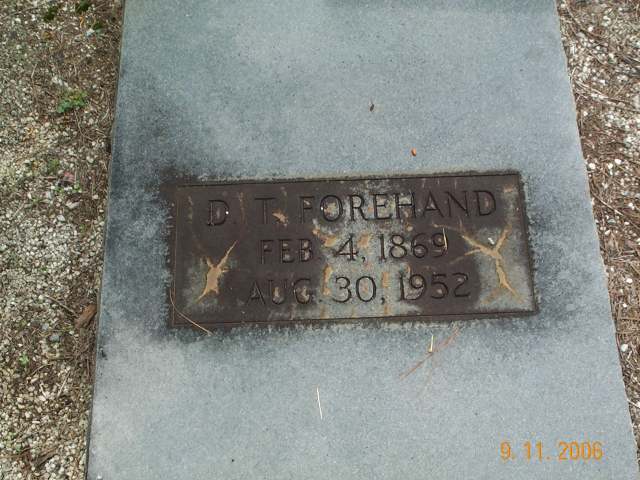 D. T. FOREHAND
FEB. 4, 1869
AUG. 30, 1952
9.11.2006